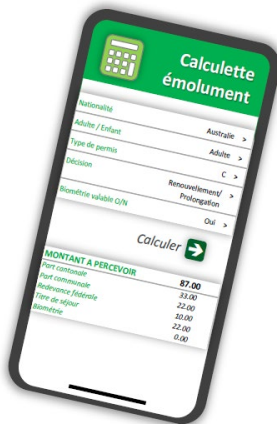 Calculette
émolument
Nationalité Australie >
Adulte / Enfant Adulte >
Type de permis C >
Décision Renouvellement/
Prolongation >
Biométrie valable O/N Oui >
Calculer
MONTANT A PERCEVOIR 87.00
Part cantonale 33.00
Part communale 22.00
Redevance fédérale 10.00
Titre de séjour 22.00
Biométrie 0.00